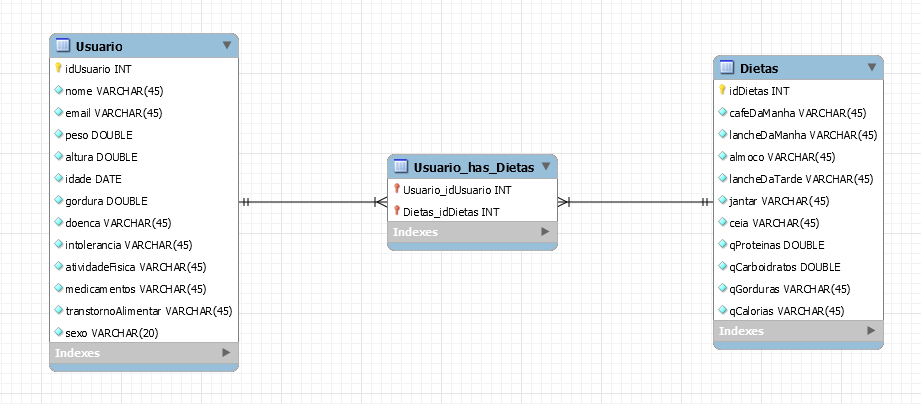 Usuario
idUsuario INT
nome VARCHAR(45)
email VARCHAR(45)
peso DOUBLE
altura DOUBLE
idade DATE
gordura DOUBLE
doenca VARCHAR(45)
intolerancia VARCHAR(45)
atividadeFisica VARCHAR(45)
medicamentos VARCHAR(45)
transtornoAlimentar VARCHAR(45)
sexo VARCHAR(20)
Indexes
Usuario_has_Dietas
Usuario_idUsuario INT
Dietas_idDietas INT
Indexes
Dietas
idDietas INT
cafeDaManha VARCHAR(45)
lancheDaManha VARCHAR(45)
almoco VARCHAR(45)
lancheDaTarde VARCHAR(45)
jantar VARCHAR(45)
ceia VARCHAR(45)
qProteinas DOUBLE
qCarboidratos DOUBLE
qGorduras VARCHAR(45)
qCalorias VARCHAR(45)
Indexes